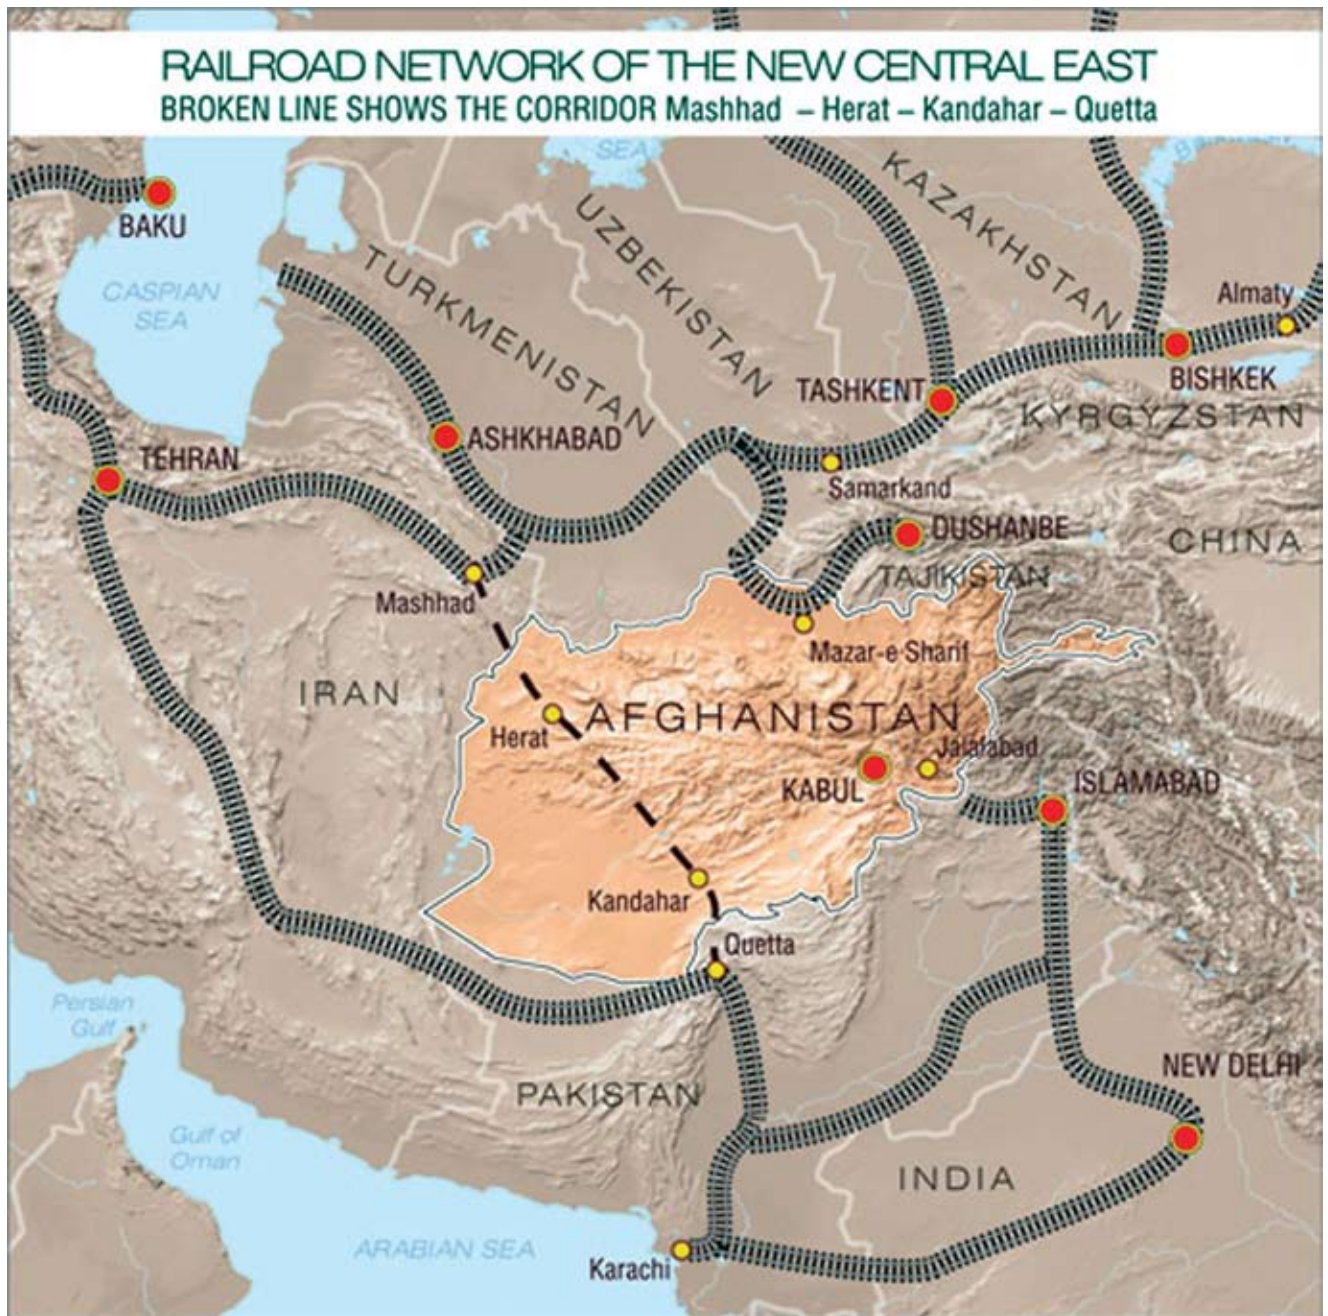 RAILROAD NETWORK OF THE NEW CENTRAL EAST
BROKEN LINE SHOWS THE CORRIDOR Mashhad – Herat – Kandahar – Quetta
SEA
KAZAKHSTAN
BAKU
UZBEKISTAN
TURKMENISTAN
CASPIAN
SEA
Almaty
BISHKEK
TASHKENT
KYRGYZSTAN
ASHKHABAD
TEHRAN
Samarkand
DUSHANBE
CHINA
TAJIKISTAN
Mashhad
Mazar-e Sharif
IRAN
AFGHANISTAN
Herat
Jalalabad
KABUL
ISLAMABAD
Kandahar
Quetta
Persian
Gulf
NEW DELHI
PAKISTAN
Gulf of
Oman
INDIA
ARABIAN SEA
Karachi